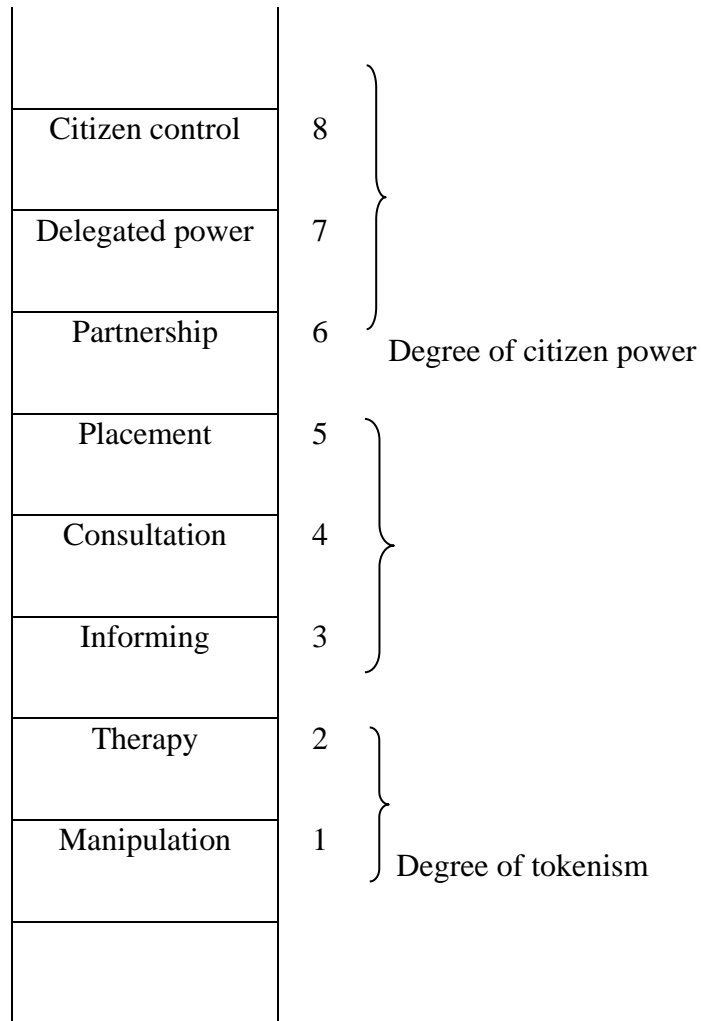 Citizen control 8
Delegated power 7
Partnership 6
Degree of citizen power
Placement 5
Consultation 4
Informing 3
Therapy 2
Manipulation 1
Degree of tokenism